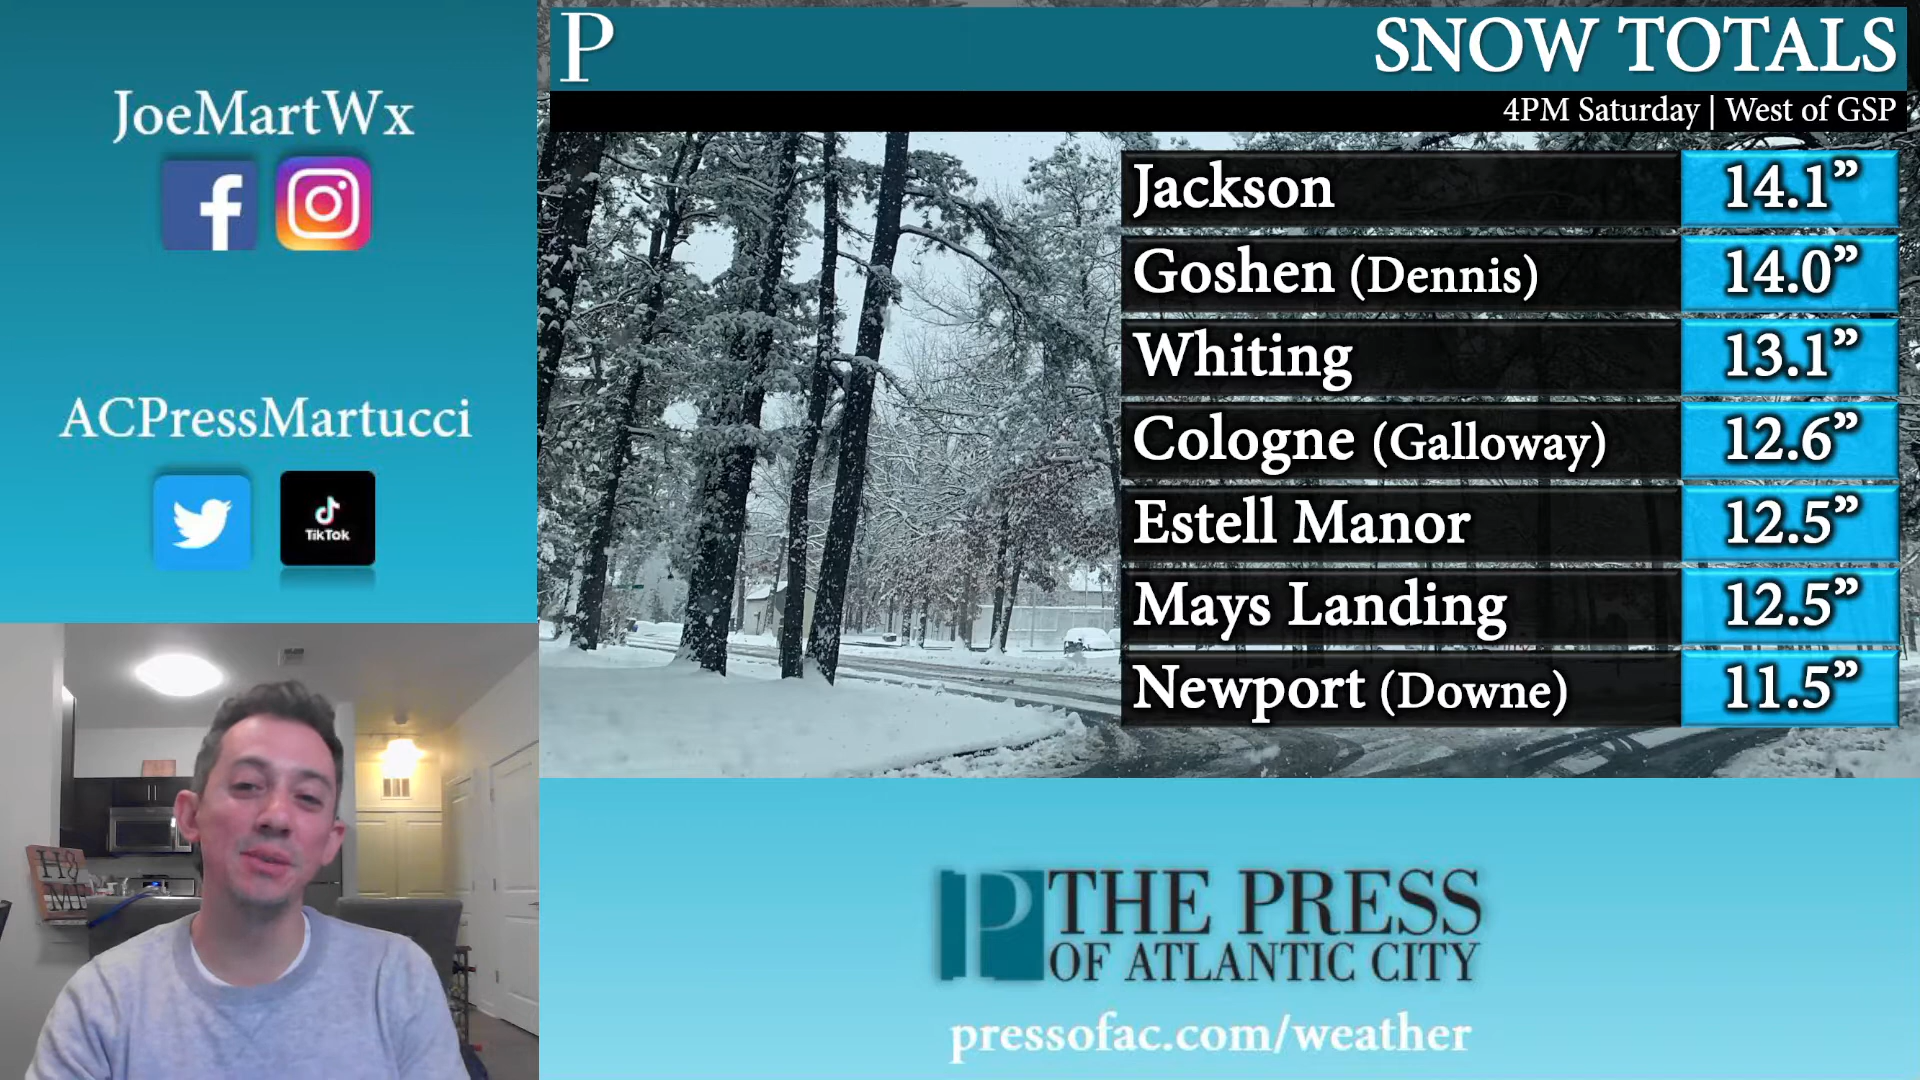 JoeMartWx
ACPressMartucci
TikTok
P
SNOW TOTALS
4PM Saturday | West of GSP
Jackson 14.1”
Goshen (Dennis) 14.0”
Whiting 13.1”
Cologne (Galloway) 12.6”
Estell Manor 12.5”
Mays Landing 12.5”
Newport (Downe) 11.5”
P THE PRESS
OF ATLANTIC CITY
pressofac.com/weather